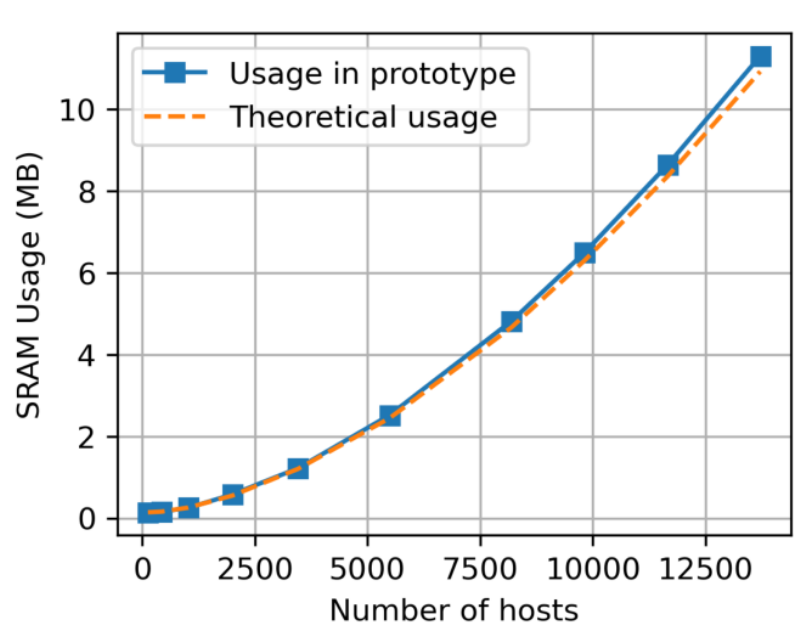 Usage in prototype
Theoretical usage
10
8
6
4
2
0
SRAM Usage (MB)
0 2500 5000 7500 10000 12500
Number of hosts